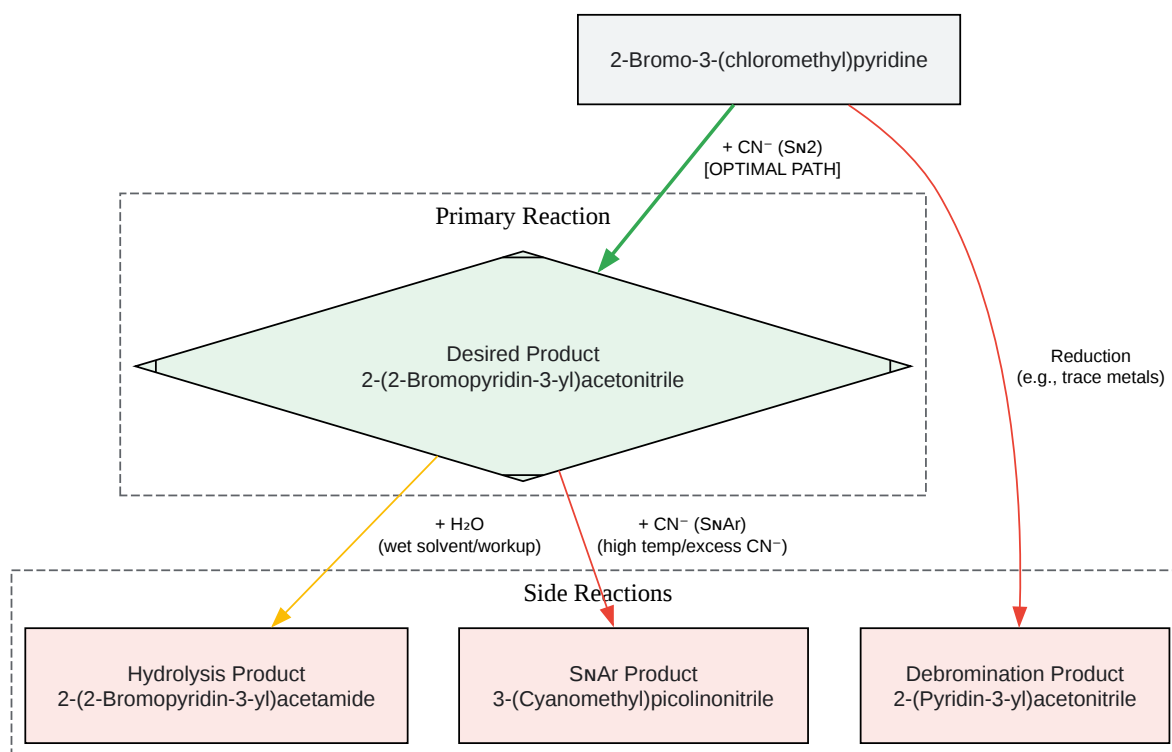 2-Bromo-3-(chloromethyl)pyridine
+ CN⁻ (Sɴ2)
[OPTIMAL PATH]
Primary Reaction
Desired Product
2-(2-Bromopyridin-3-yl)acetonitrile
Reduction
(e.g., trace metals)
+ H₂O
(wet solvent/workup)
+ CN⁻ (SɴAr)
(high temp/excess CN⁻)
Side Reactions
Hydrolysis Product
2-(2-Bromopyridin-3-yl)acetamide
SɴAr Product
3-(Cyanomethyl)picolinonitrile
Debromination Product
2-(Pyridin-3-yl)acetonitrile